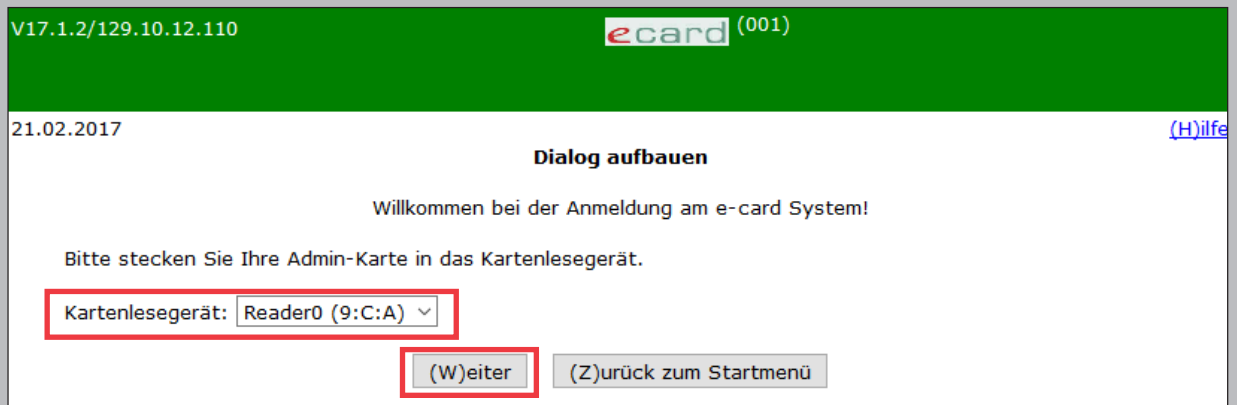 V17.1.2/129.10.12.110
ecard (001)
21.02.2017
(H)ilfe
Dialog aufbauen
Willkommen bei der Anmeldung am e-card System!
Bitte stecken Sie Ihre Admin-Karte in das Kartenlesegerät.
Kartenlesegerät: Reader0 (9:C:A)
(W)eiter (Z)urück zum Startmenü